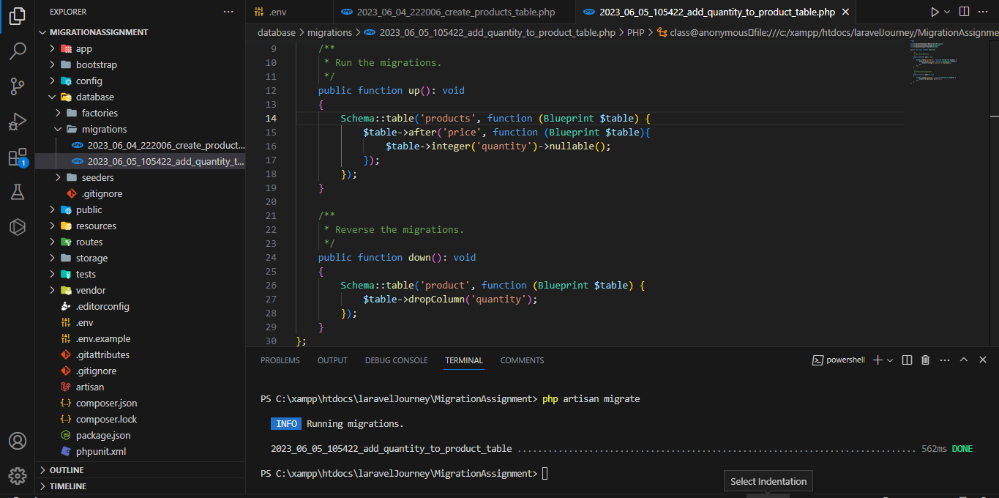 EXPLORER
MIGRATIONASSIGNMENT
app
bootstrap
config
database
factories
migrations
2023_06_04_222006_create_product...
2023_06_05_105422_add_quantity_t...
seeders
.gitignore
public
resources
routes
storage
tests
vendor
.editorconfig
.env
.env.example
.gitattributes
.gitignore
artisan
composer.json
composer.lock
package.json
phpunit.xml
OUTLINE
TIMELINE
1
.env
2023_06_04_222006_create_products_table.php
2023_06_05_105422_add_quantity_to_product_table.php
database > migrations > 2023_06_05_105422_add_quantity_to_product_table.php > PHP > class@anonymous▯file:///c:/xampp/htdocs/laravelJourney/MigrationAssignme
9 /**
10 * Run the migrations.
11 */
12 public function up(): void
13 {
14 Schema::table('products', function (Blueprint $table) {
15 $table->after('price', function (Blueprint $table){
16 $table->integer('quantity')->nullable();
17 });
18 });
19 }
20
21 /**
22 * Reverse the migrations.
23 */
24 public function down(): void
25 {
26 Schema::table('product', function (Blueprint $table) {
27 $table->dropColumn('quantity');
28 });
29 }
30 };
PROBLEMS OUTPUT DEBUG CONSOLE TERMINAL COMMENTS
powershell
PS C:\xampp\htdocs\laravelJourney\MigrationAssignment> php artisan migrate
INFO Running migrations.
2023_06_05_105422_add_quantity_to_product_table ........................................................................ 562ms DONE
PS C:\xampp\htdocs\laravelJourney\MigrationAssignment>
Select Indentation